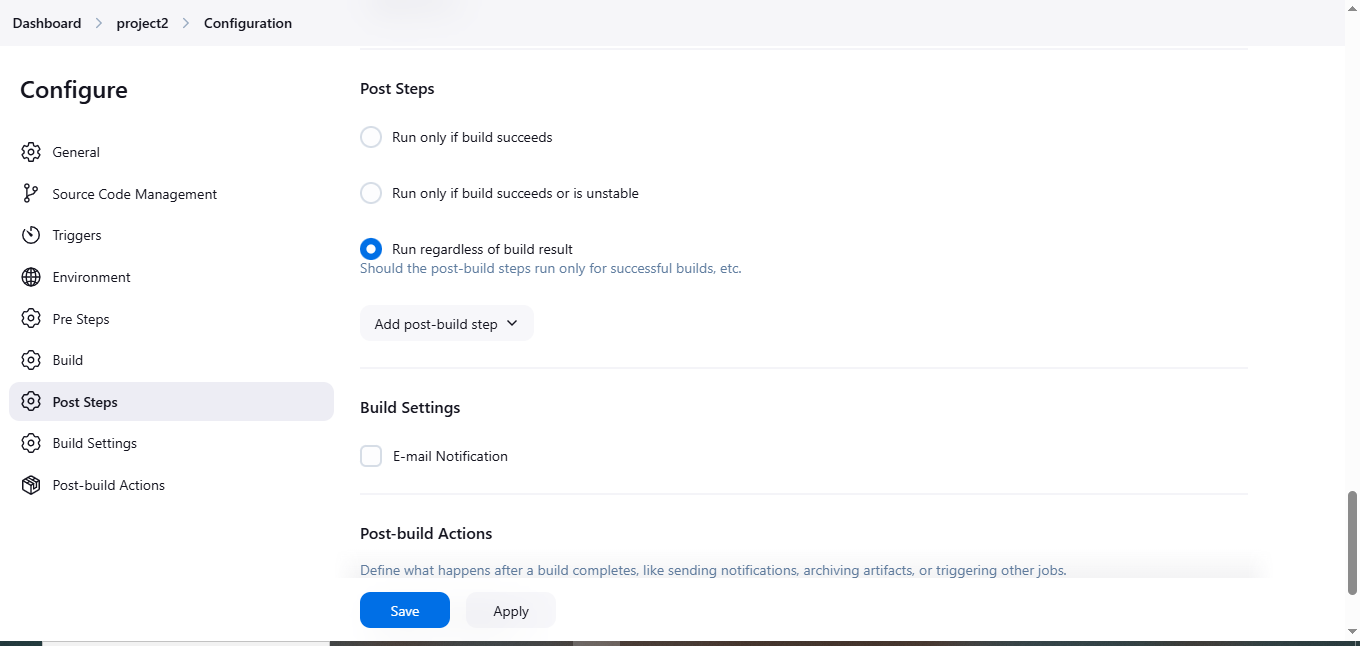 Dashboard > project2 > Configuration
Configure
General
Source Code Management
Triggers
Environment
Pre Steps
Build
Post Steps
Build Settings
Post-build Actions
Post Steps
Run only if build succeeds
Run only if build succeeds or is unstable
Run regardless of build result
Should the post-build steps run only for successful builds, etc.
Add post-build step
Build Settings
E-mail Notification
Post-build Actions
Define what happens after a build completes, like sending notifications, archiving artifacts, or triggering other jobs.
Save
Apply